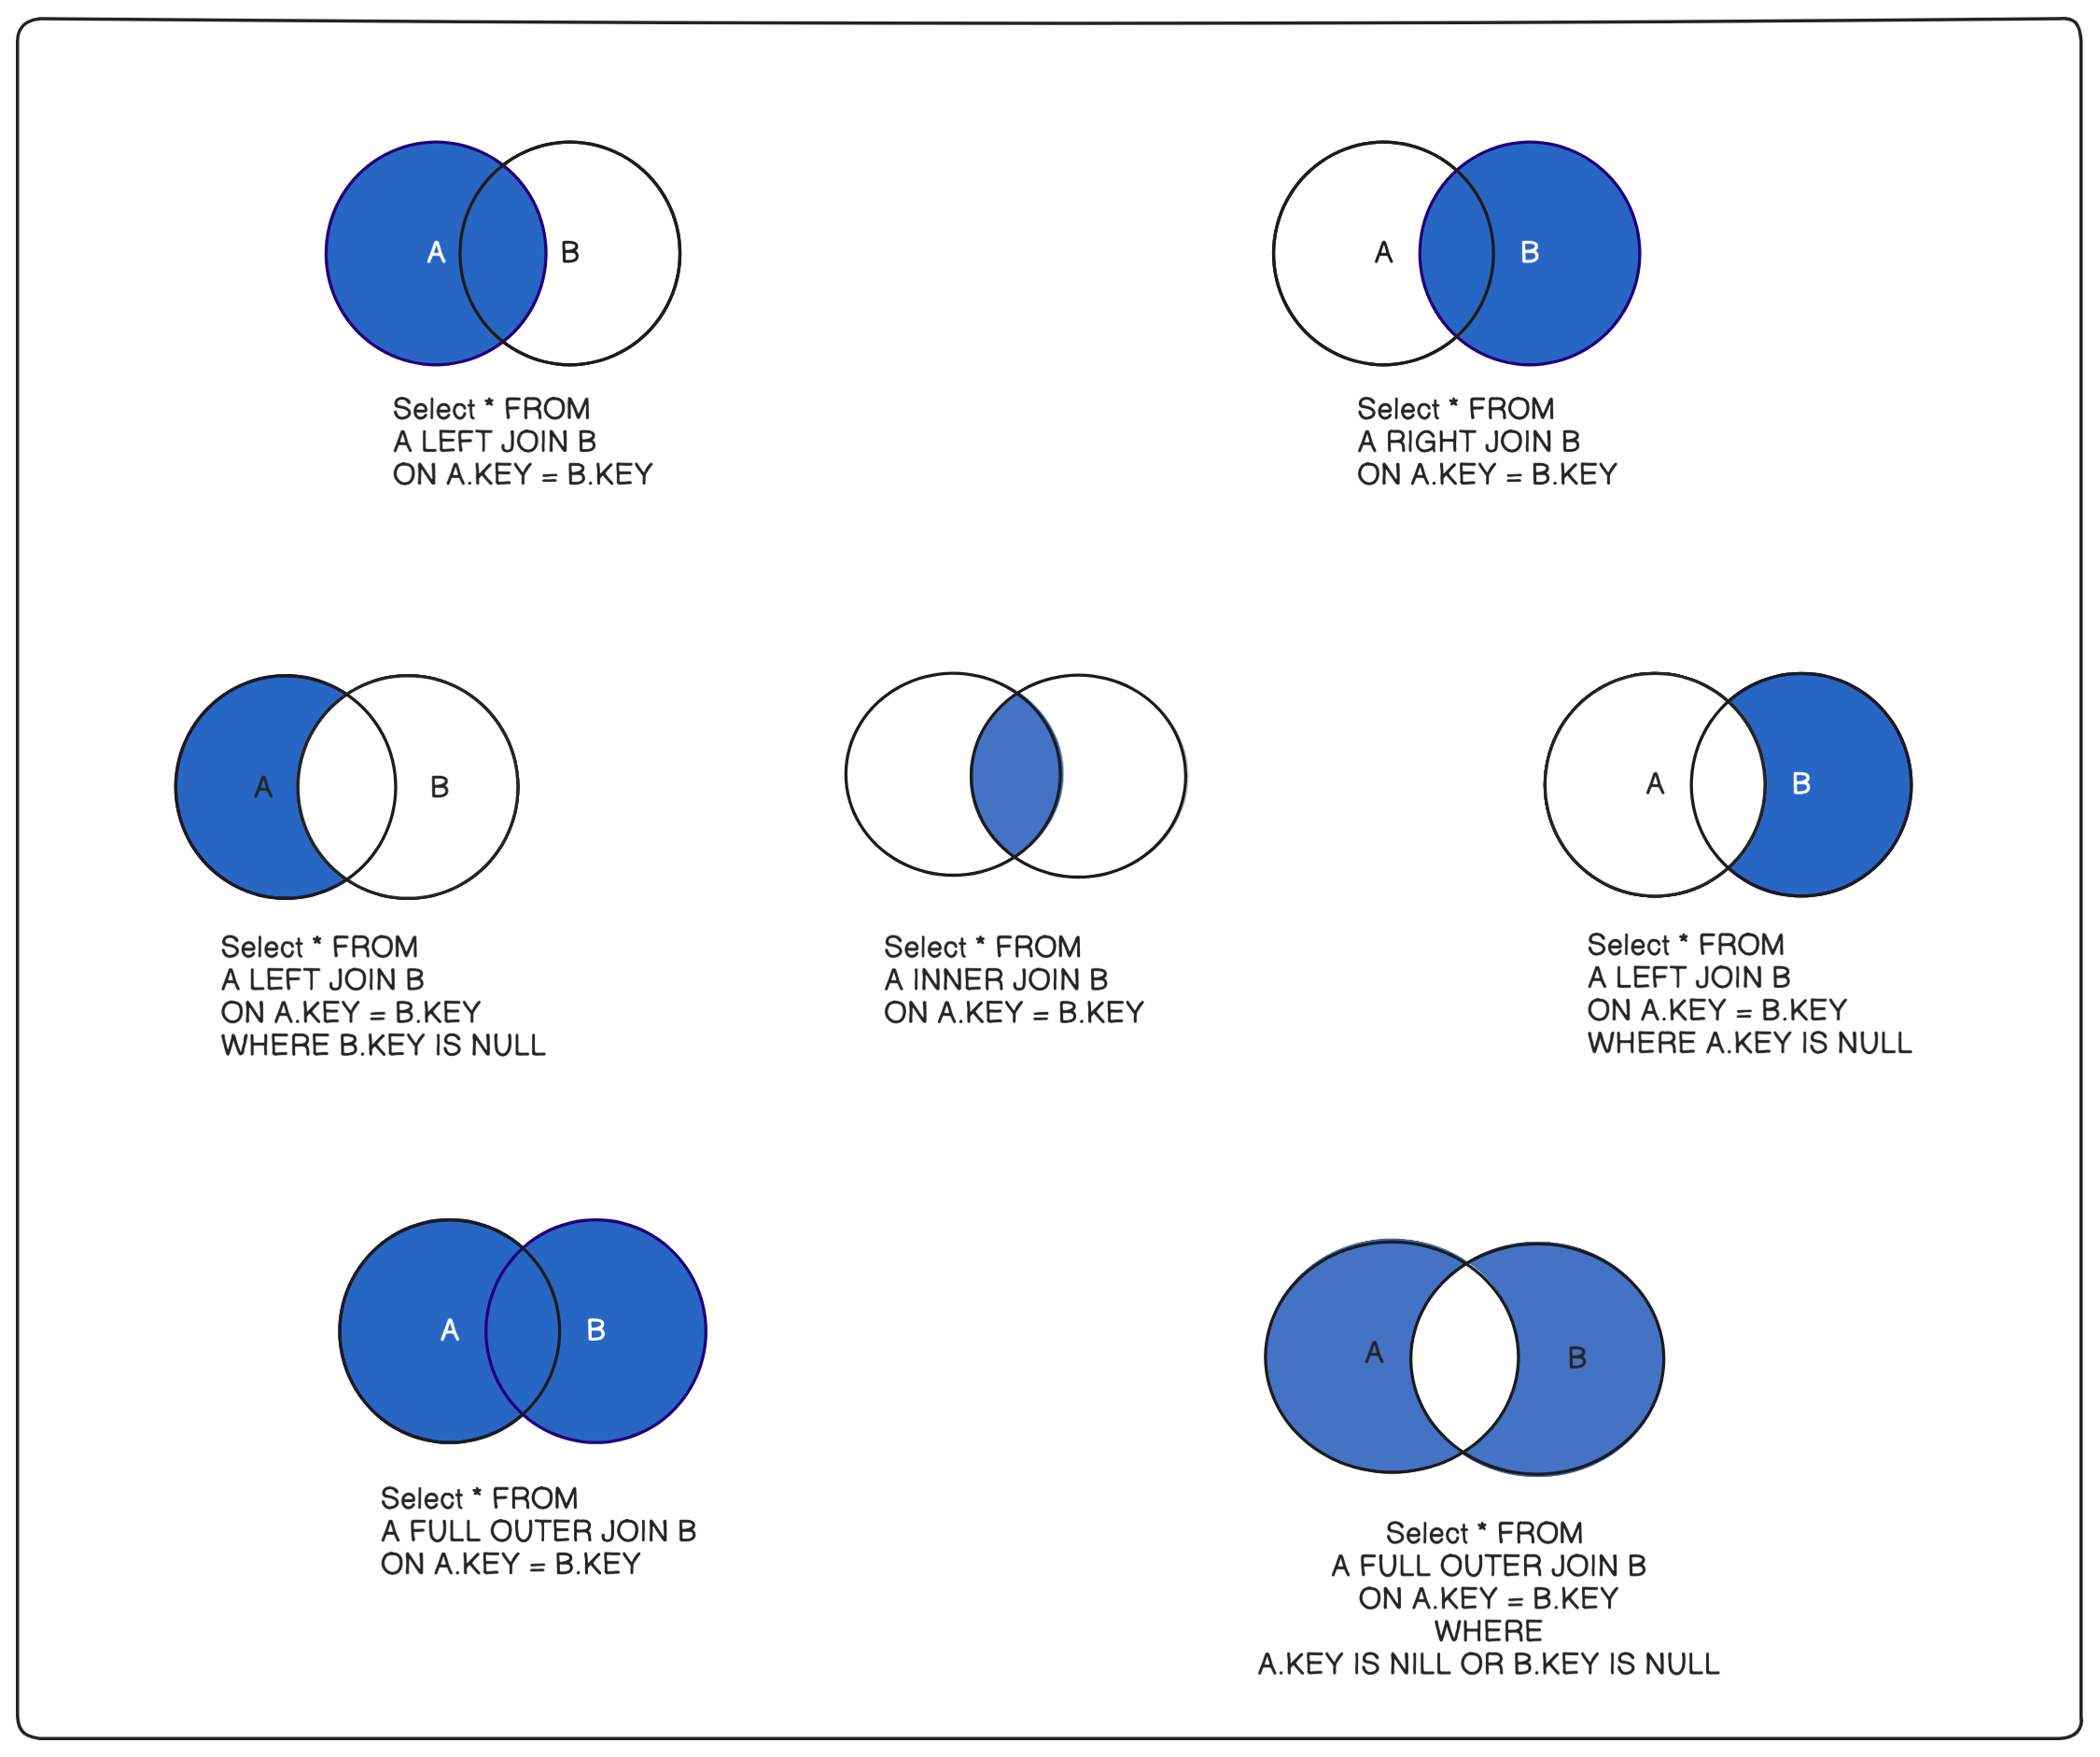 A
B
Select * FROM
A LEFT JOIN B
ON A.KEY = B.KEY
A
B
Select * FROM
A RIGHT JOIN B
ON A.KEY = B.KEY
A
B
Select * FROM
A LEFT JOIN B
ON A.KEY = B.KEY
WHERE B.KEY IS NULL
Select * FROM
A INNER JOIN B
ON A.KEY = B.KEY
A
B
Select * FROM
A LEFT JOIN B
ON A.KEY = B.KEY
WHERE A.KEY IS NULL
A
B
Select * FROM
A FULL OUTER JOIN B
ON A.KEY = B.KEY
A
B
Select * FROM
A FULL OUTER JOIN B
ON A.KEY = B.KEY
WHERE
A.KEY IS NILL OR B.KEY IS NULL